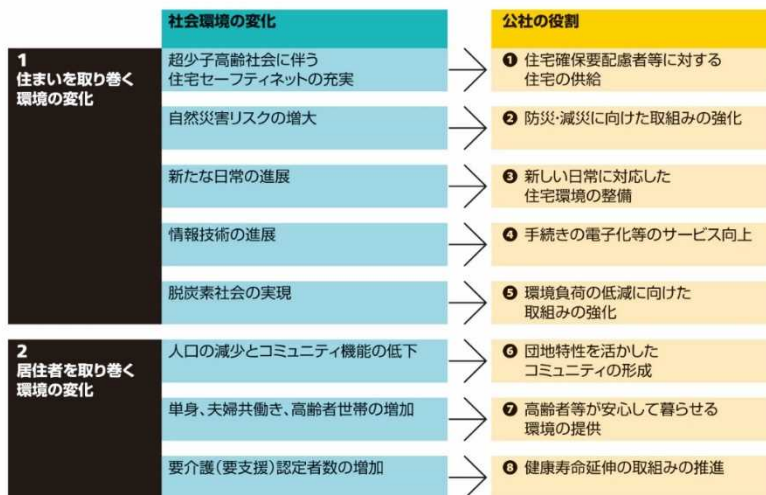 社会環境の変化
公社の役割
1
住まいを取り巻く
環境の変化
超少子高齢社会に伴う
住宅セーフティネットの充実
❶ 住宅確保要配慮者等に対する
住宅の供給
自然災害リスクの増大
❷ 防災・減災に向けた取組みの強化
新たな日常の進展
❸ 新しい日常に対応した
住宅環境の整備
情報技術の進展
❹ 手続きの電子化等のサービス向上
脱炭素社会の実現
❺ 環境負荷の低減に向けた
取組みの強化
2
居住者を取り巻く
環境の変化
人口の減少とコミュニティ機能の低下
❻ 団地特性を活かした
コミュニティの形成
単身、夫婦共働き、高齢者世帯の増加
❼ 高齢者等が安心して暮らせる
環境の提供
要介護(要支援)認定者数の増加
❽ 健康寿命延伸の取組みの推進